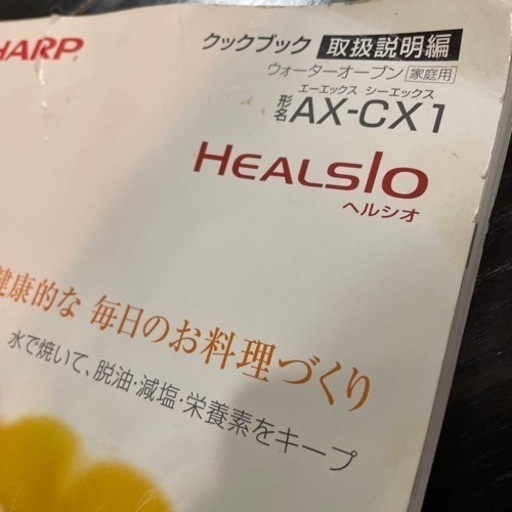 HARP
クックブック 取扱説明編
ウォーターオーブン 家庭用
エーエックス シーエックス
形名 AX-CX1
HEALSIO
ヘルシオ
健康的な 毎日のお料理づくり
水で焼いて、脱油・減塩・栄養素をキープ